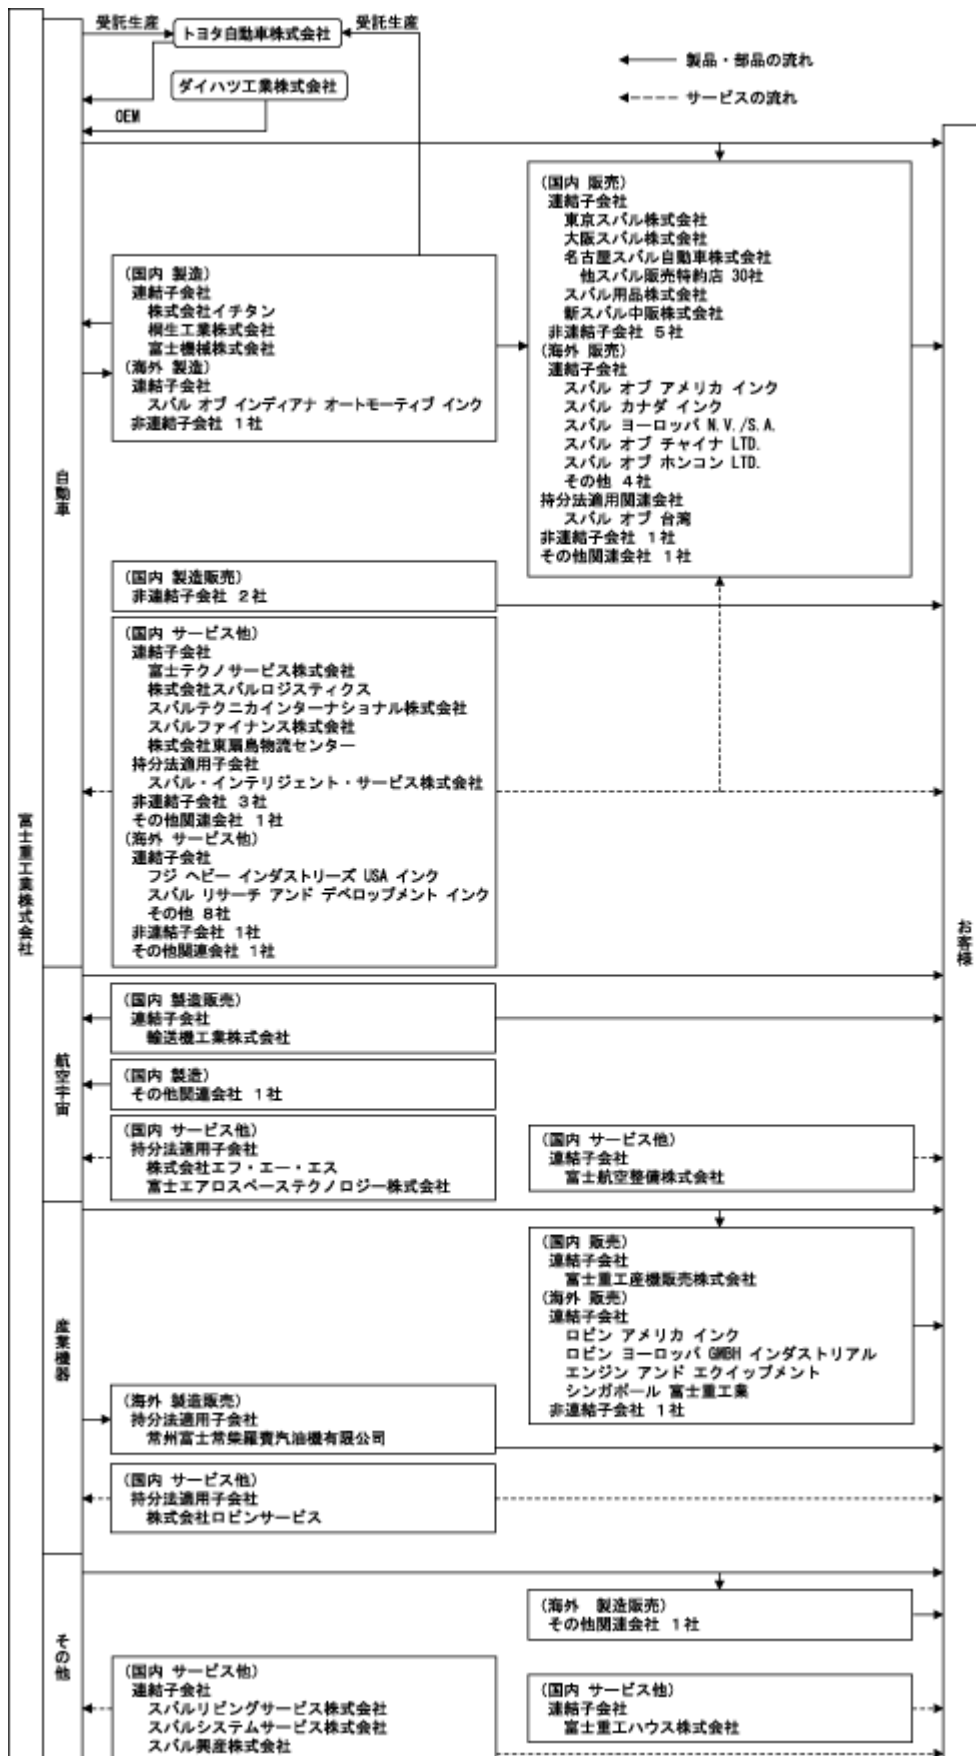 受託生産
トヨタ自動車株式会社
受託生産
ダイハツ工業株式会社
OEM
製品・部品の流れ
サービスの流れ
富士重工業株式会社
お客様
自動車
(国内 製造)
連結子会社
株式会社イチタン
桐生工業株式会社
富士機械株式会社
(海外 製造)
連結子会社
スバル オブ インディアナ オートモーティブ インク
非連結子会社 1社
(国内 販売)
連結子会社
東京スバル株式会社
大阪スバル株式会社
名古屋スバル自動車株式会社
他スバル販売特約店 30社
スバル用品株式会社
新スバル中販株式会社
非連結子会社 5社
(海外 販売)
連結子会社
スバル オブ アメリカ インク
スバル カナダ インク
スバル ヨーロッパ N.V./S.A.
スバル オブ チャイナ LTD.
スバル オブ ホンコン LTD.
その他 4社
持分法適用関連会社
スバル オブ 台湾
非連結子会社 1社
その他関連会社 1社
(国内 製造販売)
非連結子会社 2社
(国内 サービス他)
連結子会社
富士テクノサービス株式会社
株式会社スバルロジスティクス
スバルテクニカインターナショナル株式会社
スバルファイナンス株式会社
株式会社東扇島物流センター
持分法適用子会社
スバル・インテリジェント・サービス株式会社
非連結子会社 3社
その他関連会社 1社
(海外 サービス他)
連結子会社
フジ ヘビー インダストリーズ USA インク
スバル リサーチ アンド デベロップメント インク
その他 8社
非連結子会社 1社
その他関連会社 1社
航空宇宙
(国内 製造販売)
連結子会社
輸送機工業株式会社
(国内 製造)
その他関連会社 1社
(国内 サービス他)
持分法適用子会社
株式会社エフ・エー・エス
富士エアロスペーステクノロジー株式会社
(国内 サービス他)
連結子会社
富士航空整備株式会社
産業機器
(国内 販売)
連結子会社
富士重工産機販売株式会社
(海外 販売)
連結子会社
ロビン アメリカ インク
ロビン ヨーロッパ GMBH インダストリアル
エンジン アンド エクイップメント
シンガポール 富士重工業
非連結子会社 1社
(海外 製造販売)
持分法適用子会社
常州富士常柴羅賓汽油機有限公司
(国内 サービス他)
持分法適用子会社
株式会社ロビンサービス
その他
(海外 製造販売)
その他関連会社 1社
(国内 サービス他)
連結子会社
スバルリビングサービス株式会社
スバルシステムサービス株式会社
スバル興産株式会社
(国内 サービス他)
連結子会社
富士重工ハウス株式会社